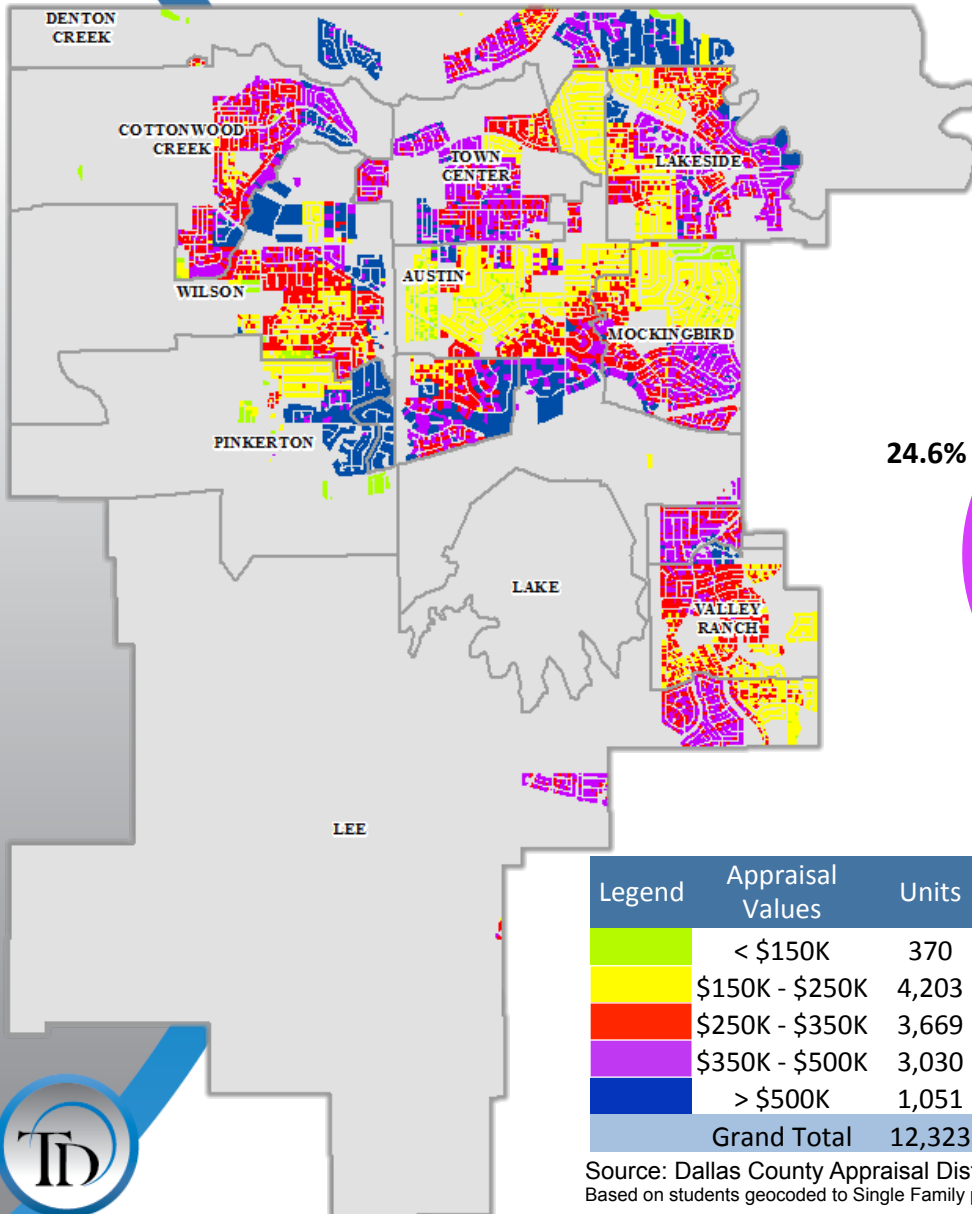 DENTON
CREEK
COTTONWOOD
CREEK
TOWN
CENTER
LAKESIDE
AUSTIN
WILSON
MOCKINGBIRD
PINKERTON
24.6%
LAKE
VALLEY
RANCH
LEE
Legend Appraisal Values Units
< $150K 370
$150K - $250K 4,203
$250K - $350K 3,669
$350K - $500K 3,030
> $500K 1,051
Grand Total 12,323
Source: Dallas County Appraisal Dist
Based on students geocoded to Single Family p
TD